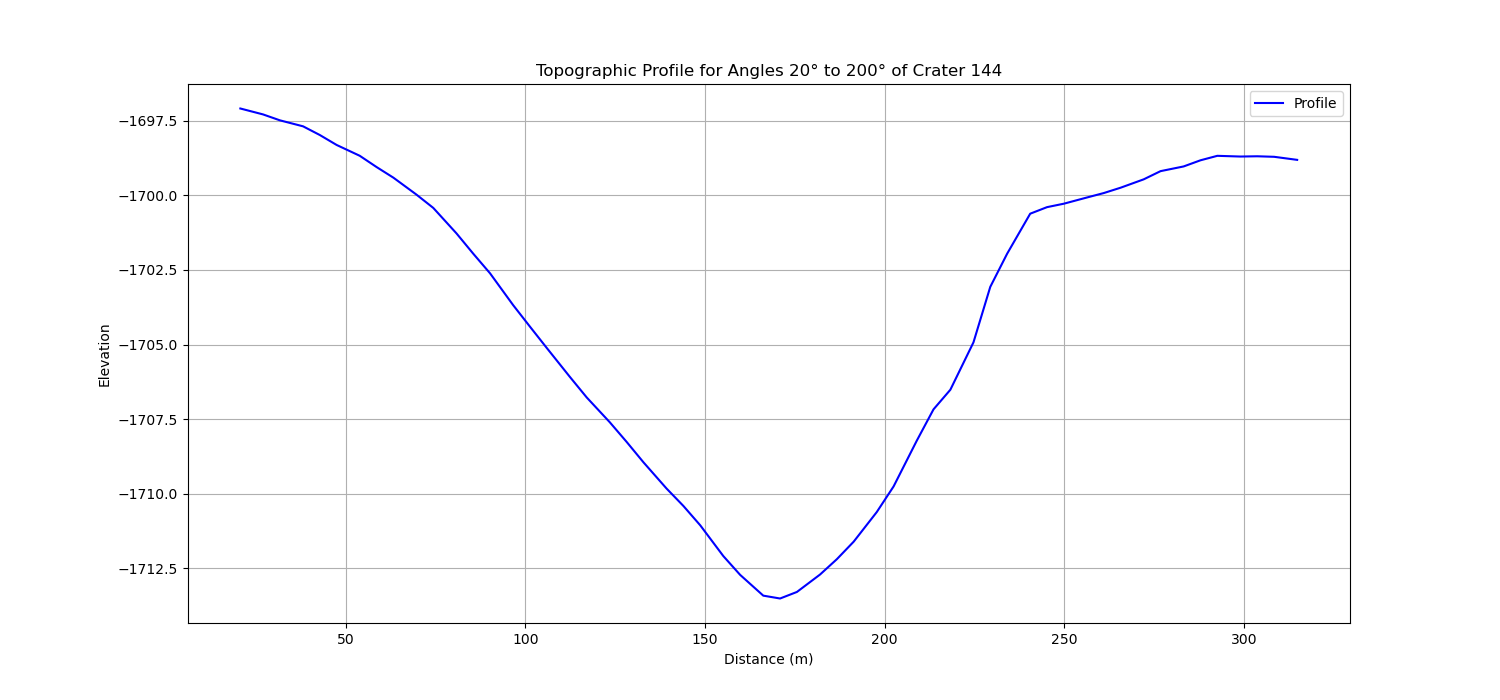 Topographic Profile for Angles 20° to 200° of Crater 144
Profile
−1697.5
−1700.0
−1702.5
−1705.0
−1707.5
−1710.0
−1712.5
Elevation
50 100 150 200 250 300
Distance (m)